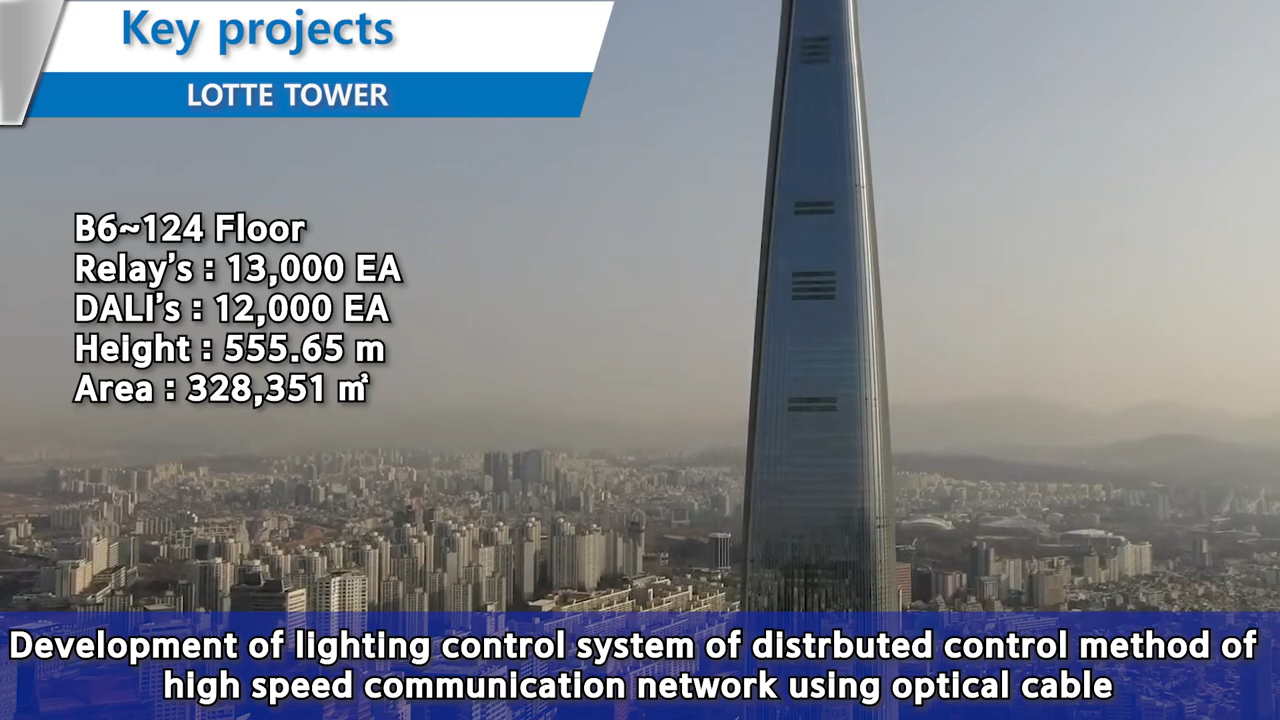 Key projects
LOTTE TOWER
B6~124 Floor
Relay's : 13,000 EA
DALI's : 12,000 EA
Height : 555.65 m
Area : 328,351 ㎡
Development of lighting control system of distrbuted control method of
high speed communication network using optical cable